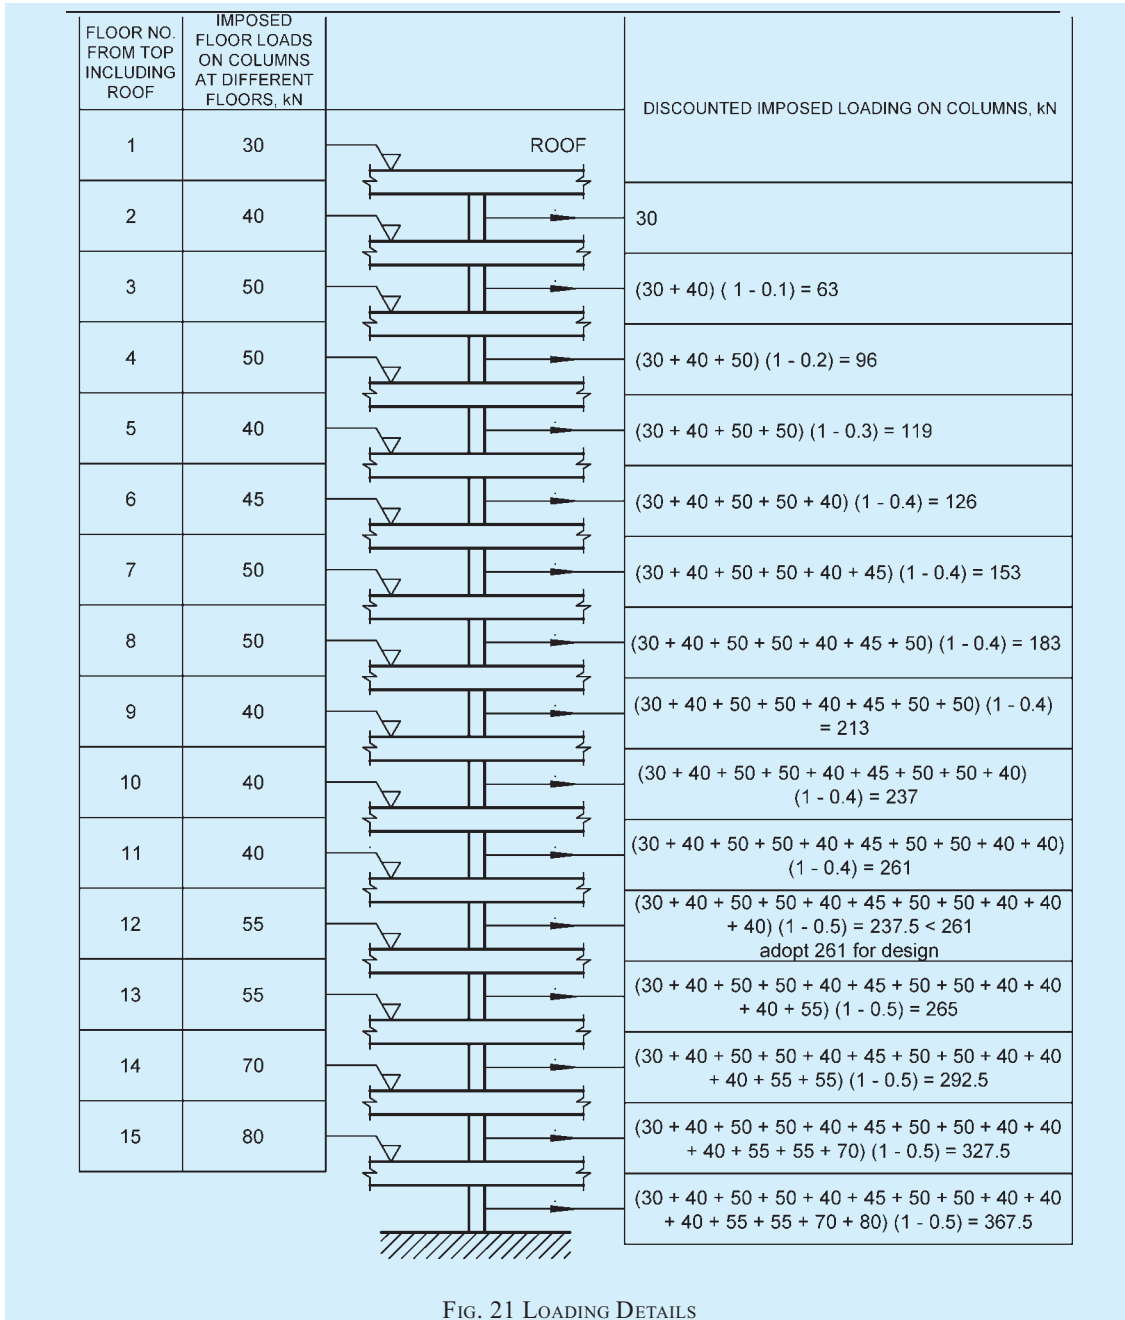 FLOOR NO.
FROM TOP
INCLUDING
ROOF
IMPOSED
FLOOR LOADS
ON COLUMNS
AT DIFFERENT
FLOORS, kN
DISCOUNTED IMPOSED LOADING ON COLUMNS, kN
1 30 ROOF
2 40 30
3 50 (30 + 40) ( 1 - 0.1) = 63
4 50 (30 + 40 + 50) (1 - 0.2) = 96
5 40 (30 + 40 + 50 + 50) (1 - 0.3) = 119
6 45 (30 + 40 + 50 + 50 + 40) (1 - 0.4) = 126
7 50 (30 + 40 + 50 + 50 + 40 + 45) (1 - 0.4) = 153
8 50 (30 + 40 + 50 + 50 + 40 + 45 + 50) (1 - 0.4) = 183
9 40 (30 + 40 + 50 + 50 + 40 + 45 + 50 + 50) (1 - 0.4)
= 213
10 40 (30 + 40 + 50 + 50 + 40 + 45 + 50 + 50 + 40)
(1 - 0.4) = 237
11 40 (30 + 40 + 50 + 50 + 40 + 45 + 50 + 50 + 40 + 40)
(1 - 0.4) = 261
12 55 (30 + 40 + 50 + 50 + 40 + 45 + 50 + 50 + 40 + 40
+ 40) (1 - 0.5) = 237.5 < 261
adopt 261 for design
13 55 (30 + 40 + 50 + 50 + 40 + 45 + 50 + 50 + 40 + 40
+ 40 + 55) (1 - 0.5) = 265
14 70 (30 + 40 + 50 + 50 + 40 + 45 + 50 + 50 + 40 + 40
+ 40 + 55 + 55) (1 - 0.5) = 292.5
15 80 (30 + 40 + 50 + 50 + 40 + 45 + 50 + 50 + 40 + 40
+ 40 + 55 + 55 + 70) (1 - 0.5) = 327.5
(30 + 40 + 50 + 50 + 40 + 45 + 50 + 50 + 40 + 40
+ 40 + 55 + 55 + 70 + 80) (1 - 0.5) = 367.5
FIG. 21 LOADING DETAILS